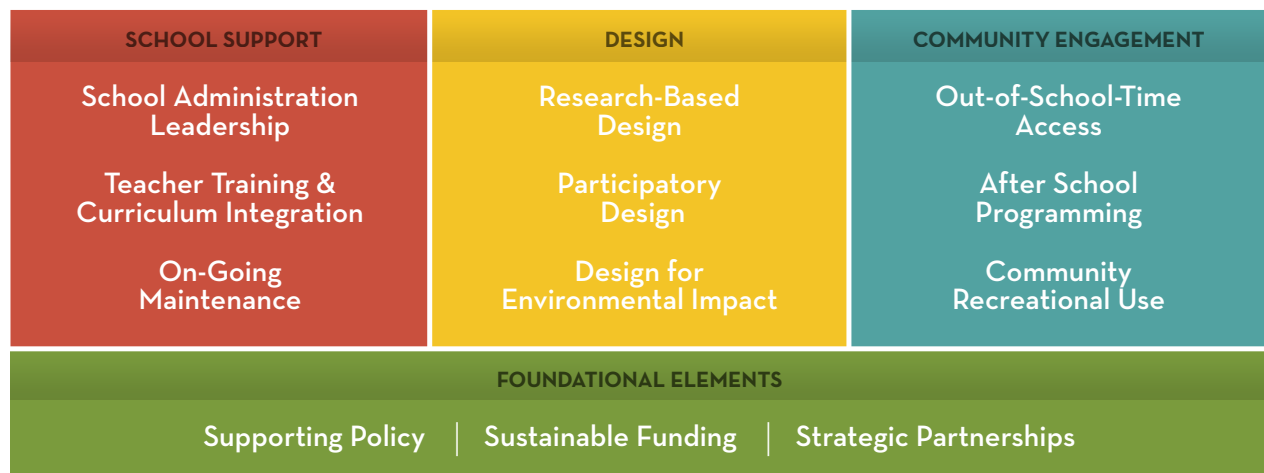 SCHOOL SUPPORT
School Administration
Leadership
Teacher Training &
Curriculum Integration
On-Going
Maintenance
DESIGN
Research-Based
Design
Participatory
Design
Design for
Environmental Impact
COMMUNITY ENGAGEMENT
Out-of-School-Time
Access
After School
Programming
Community
Recreational Use
FOUNDATIONAL ELEMENTS
Supporting Policy | Sustainable Funding | Strategic Partnerships